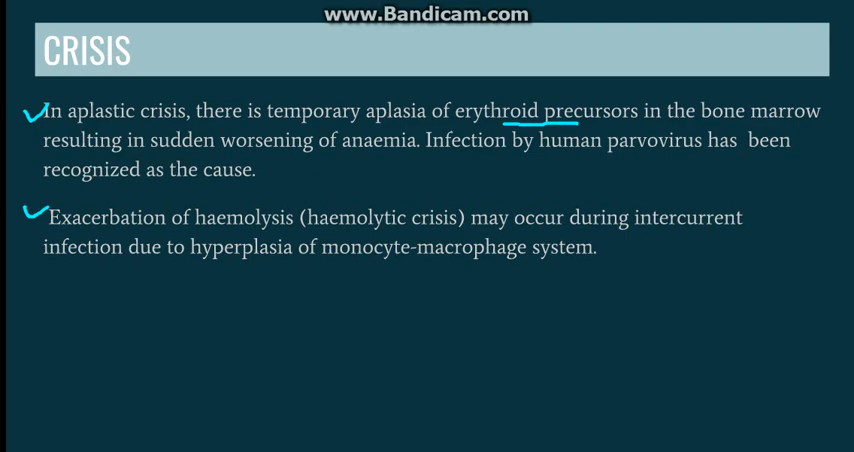 www.Bandicam.com
CRISIS
In aplastic crisis, there is temporary aplasia of erythroid precursors in the bone marrow
resulting in sudden worsening of anaemia. Infection by human parvovirus has been
recognized as the cause.
Exacerbation of haemolysis (haemolytic crisis) may occur during intercurrent
infection due to hyperplasia of monocyte-macrophage system.